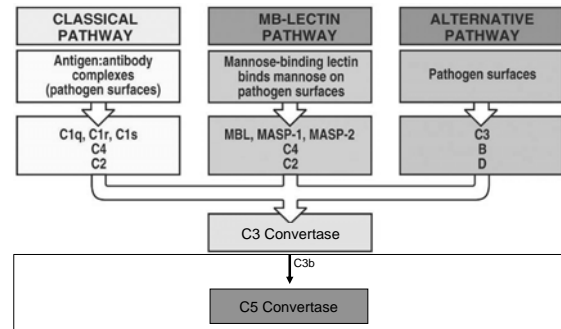 CLASSICAL
PATHWAY
MB-LECTIN
PATHWAY
ALTERNATIVE
PATHWAY
Antigen:antibody
complexes
(pathogen surfaces)
Mannose-binding lectin
binds mannose on
pathogen surfaces
Pathogen surfaces
C1q, C1r, C1s
C4
C2
MBL, MASP-1, MASP-2
C4
C2
C3
B
D
C3 Convertase
C3b
C5 Convertase